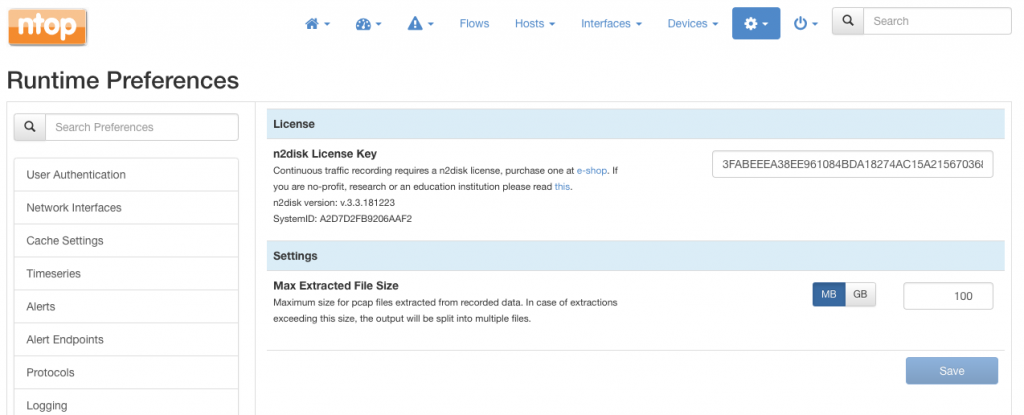 ntop
Flows
Hosts
Interfaces
Devices
Search
Runtime Preferences
Search Preferences
User Authentication
Network Interfaces
Cache Settings
Timeseries
Alerts
Alert Endpoints
Protocols
Logging
License
n2disk License Key
Continuous traffic recording requires a n2disk license, purchase one at e-shop. If
you are no-profit, research or an education institution please read this.
n2disk version: v.3.3.181223
SystemID: A2D7D2FB9206AAF2
3FABEEEA38EE961084BDA18274AC15A21567036
Settings
Max Extracted File Size
Maximum size for pcap files extracted from recorded data. In case of extractions
exceeding this size, the output will be split into multiple files.
MB GB
100
Save